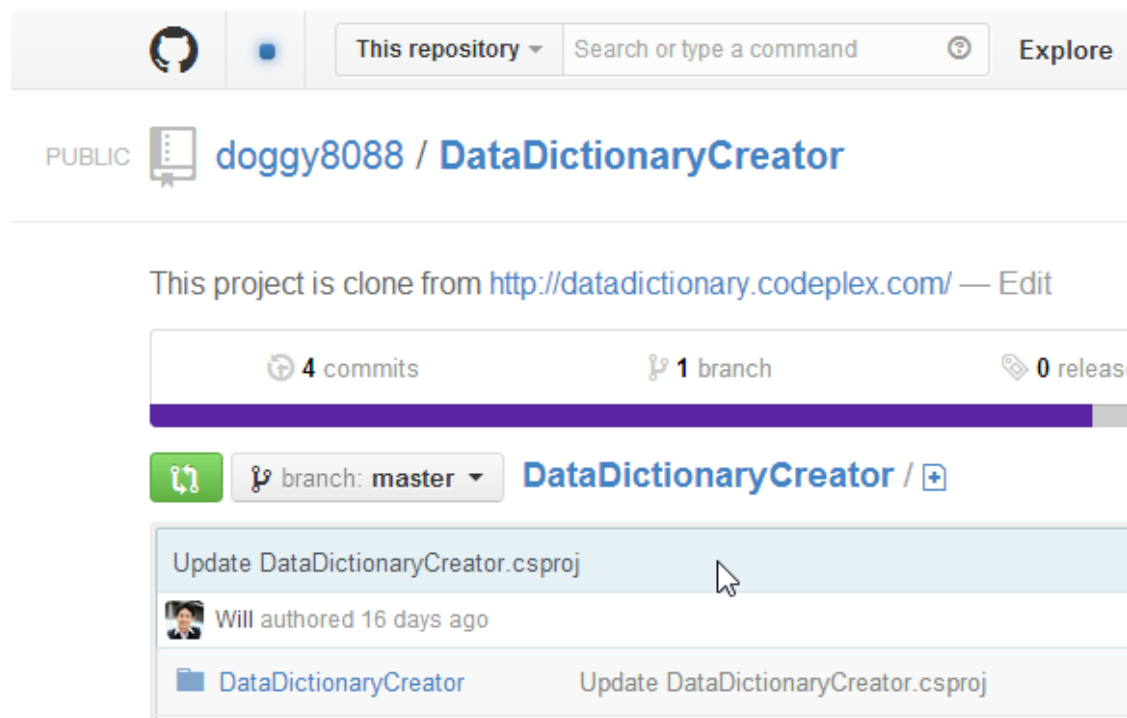 This repository Search or type a command Explore
PUBLIC doggy8088 / DataDictionaryCreator
This project is clone from http://datadictionary.codeplex.com/ — Edit
4 commits 1 branch 0 releas
branch: master DataDictionaryCreator /
Update DataDictionaryCreator.csproj
Will authored 16 days ago
DataDictionaryCreator Update DataDictionaryCreator.csproj